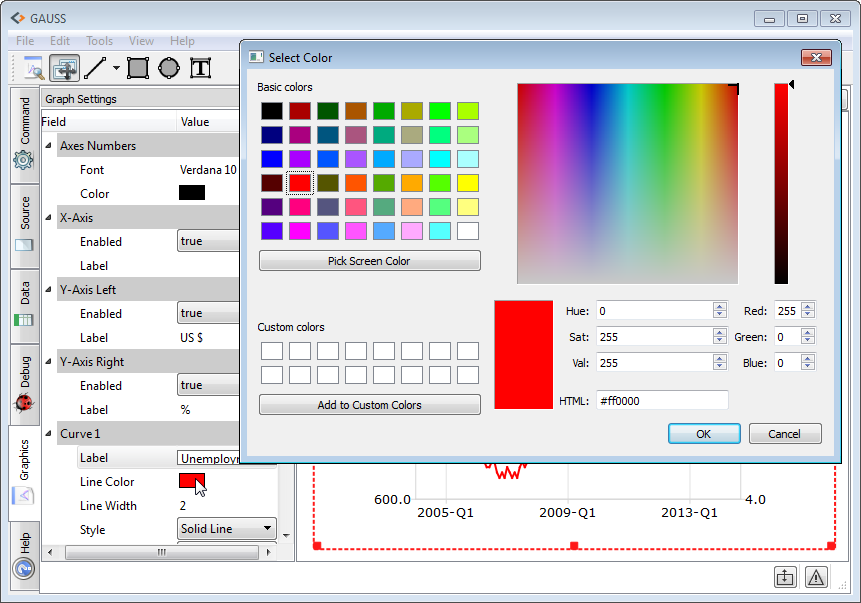 GAUSS
File Edit Tools View Help
Command
Source
Data
Debug
Graphics
Help
Graph Settings
Field Value
Axes Numbers
Font Verdana 10
Color
X-Axis
Enabled true
Label
Y-Axis Left
Enabled true
Label US $
Y-Axis Right
Enabled true
Label %
Curve 1
Label
Line Color
Line Width 2
Style Solid Line
Select Color
Basic colors
Pick Screen Color
Custom colors
Add to Custom Colors
Hue: 0 Red: 255
Sat: 255 Green: 0
Val: 255 Blue: 0
HTML: #ff0000
OK Cancel
600.0 4.0
2005-Q1 2009-Q1 2013-Q1